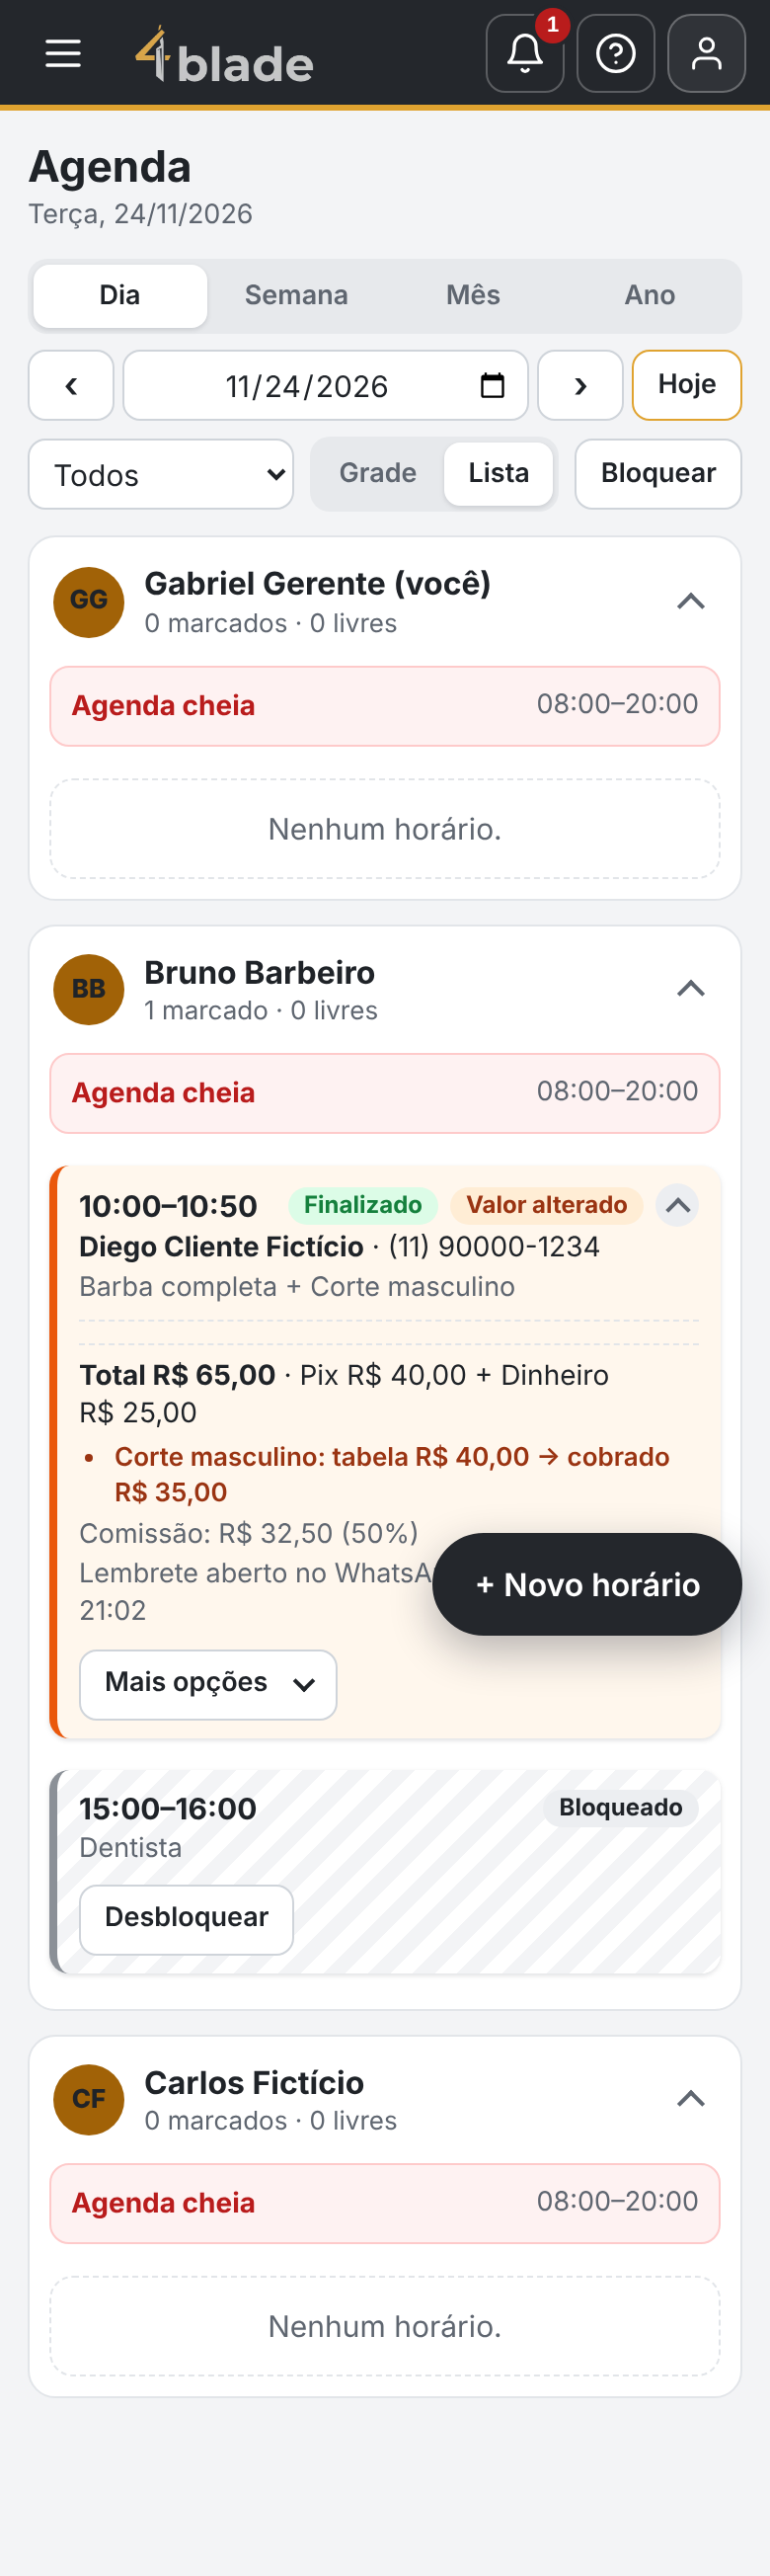 4blade
1
Agenda
Terça, 24/11/2026
Dia Semana Mês Ano
‹ 11/24/2026 › Hoje
Todos Grade Lista Bloquear
GG Gabriel Gerente (você)
0 marcados · 0 livres
Agenda cheia 08:00–20:00
Nenhum horário.
BB Bruno Barbeiro
1 marcado · 0 livres
Agenda cheia 08:00–20:00
10:00–10:50 Finalizado Valor alterado
Diego Cliente Fictício · (11) 90000-1234
Barba completa + Corte masculino
Total R$ 65,00 · Pix R$ 40,00 + Dinheiro
R$ 25,00
• Corte masculino: tabela R$ 40,00 → cobrado
R$ 35,00
Comissão: R$ 32,50 (50%)
Lembrete aberto no
21:02
+ Novo horário
Mais opções
15:00–16:00 Bloqueado
Dentista
Desbloquear
CF Carlos Fictício
0 marcados · 0 livres
Agenda cheia 08:00–20:00
Nenhum horário.